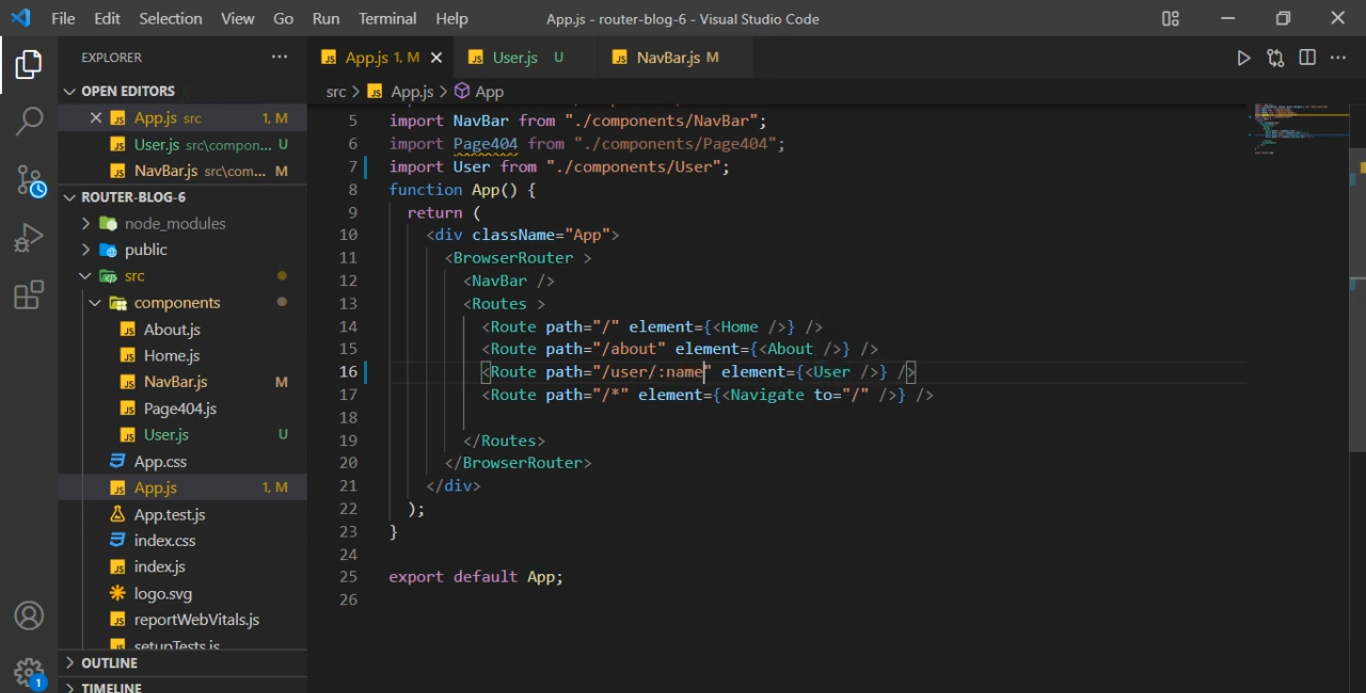 File Edit Selection View Go Run Terminal Help App.js - router-blog-6 - Visual Studio Code
EXPLORER
OPEN EDITORS
App.js src 1, M
User.js src\compon... U
NavBar.js src\com... M
ROUTER-BLOG-6
node_modules
public
src
components
About.js
Home.js
NavBar.js M
Page404.js
User.js U
App.css
App.js 1, M
App.test.js
index.css
index.js
logo.svg
reportWebVitals.js
setupTests.js
OUTLINE
TIMELINE
1
App.js 1, M User.js U NavBar.js M
src > App.js > App
5 import NavBar from "./components/NavBar";
6 import Page404 from "./components/Page404";
7 import User from "./components/User";
8 function App() {
9 return (
10 <div className="App">
11 <BrowserRouter >
12 <NavBar />
13 <Routes >
14 <Route path="/" element={<Home />} />
15 <Route path="/about" element={<About />} />
16 <Route path="/user/:name" element={<User />} />
17 <Route path="/*" element={<Navigate to="/" />} />
18
19 </Routes>
20 </BrowserRouter>
21 </div>
22 );
23 }
24
25 export default App;
26